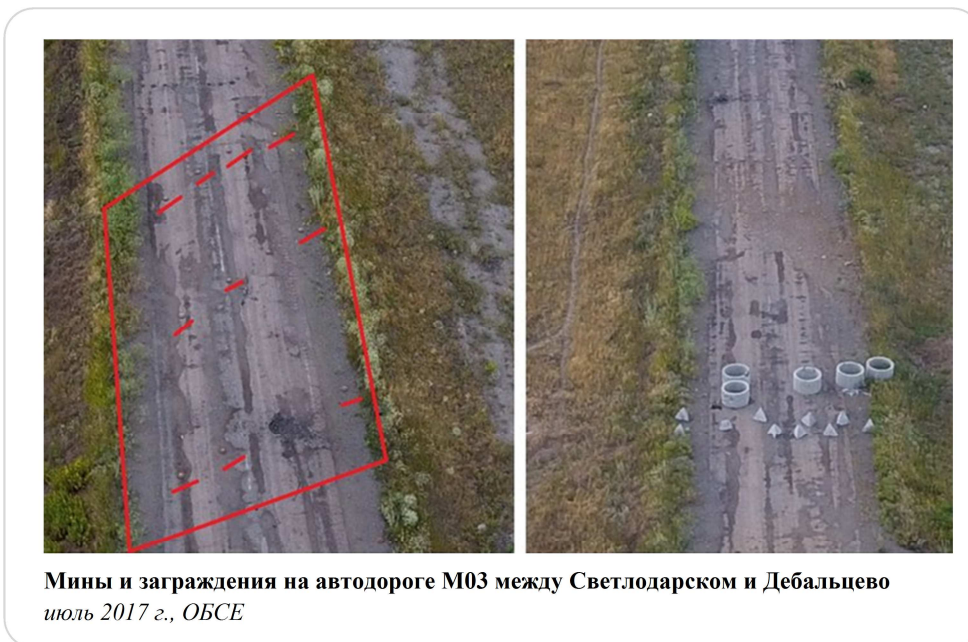 Мины и заграждения на автодороге М03 между Светлодарском и Дебальцево
июль 2017 г., ОБСЕ